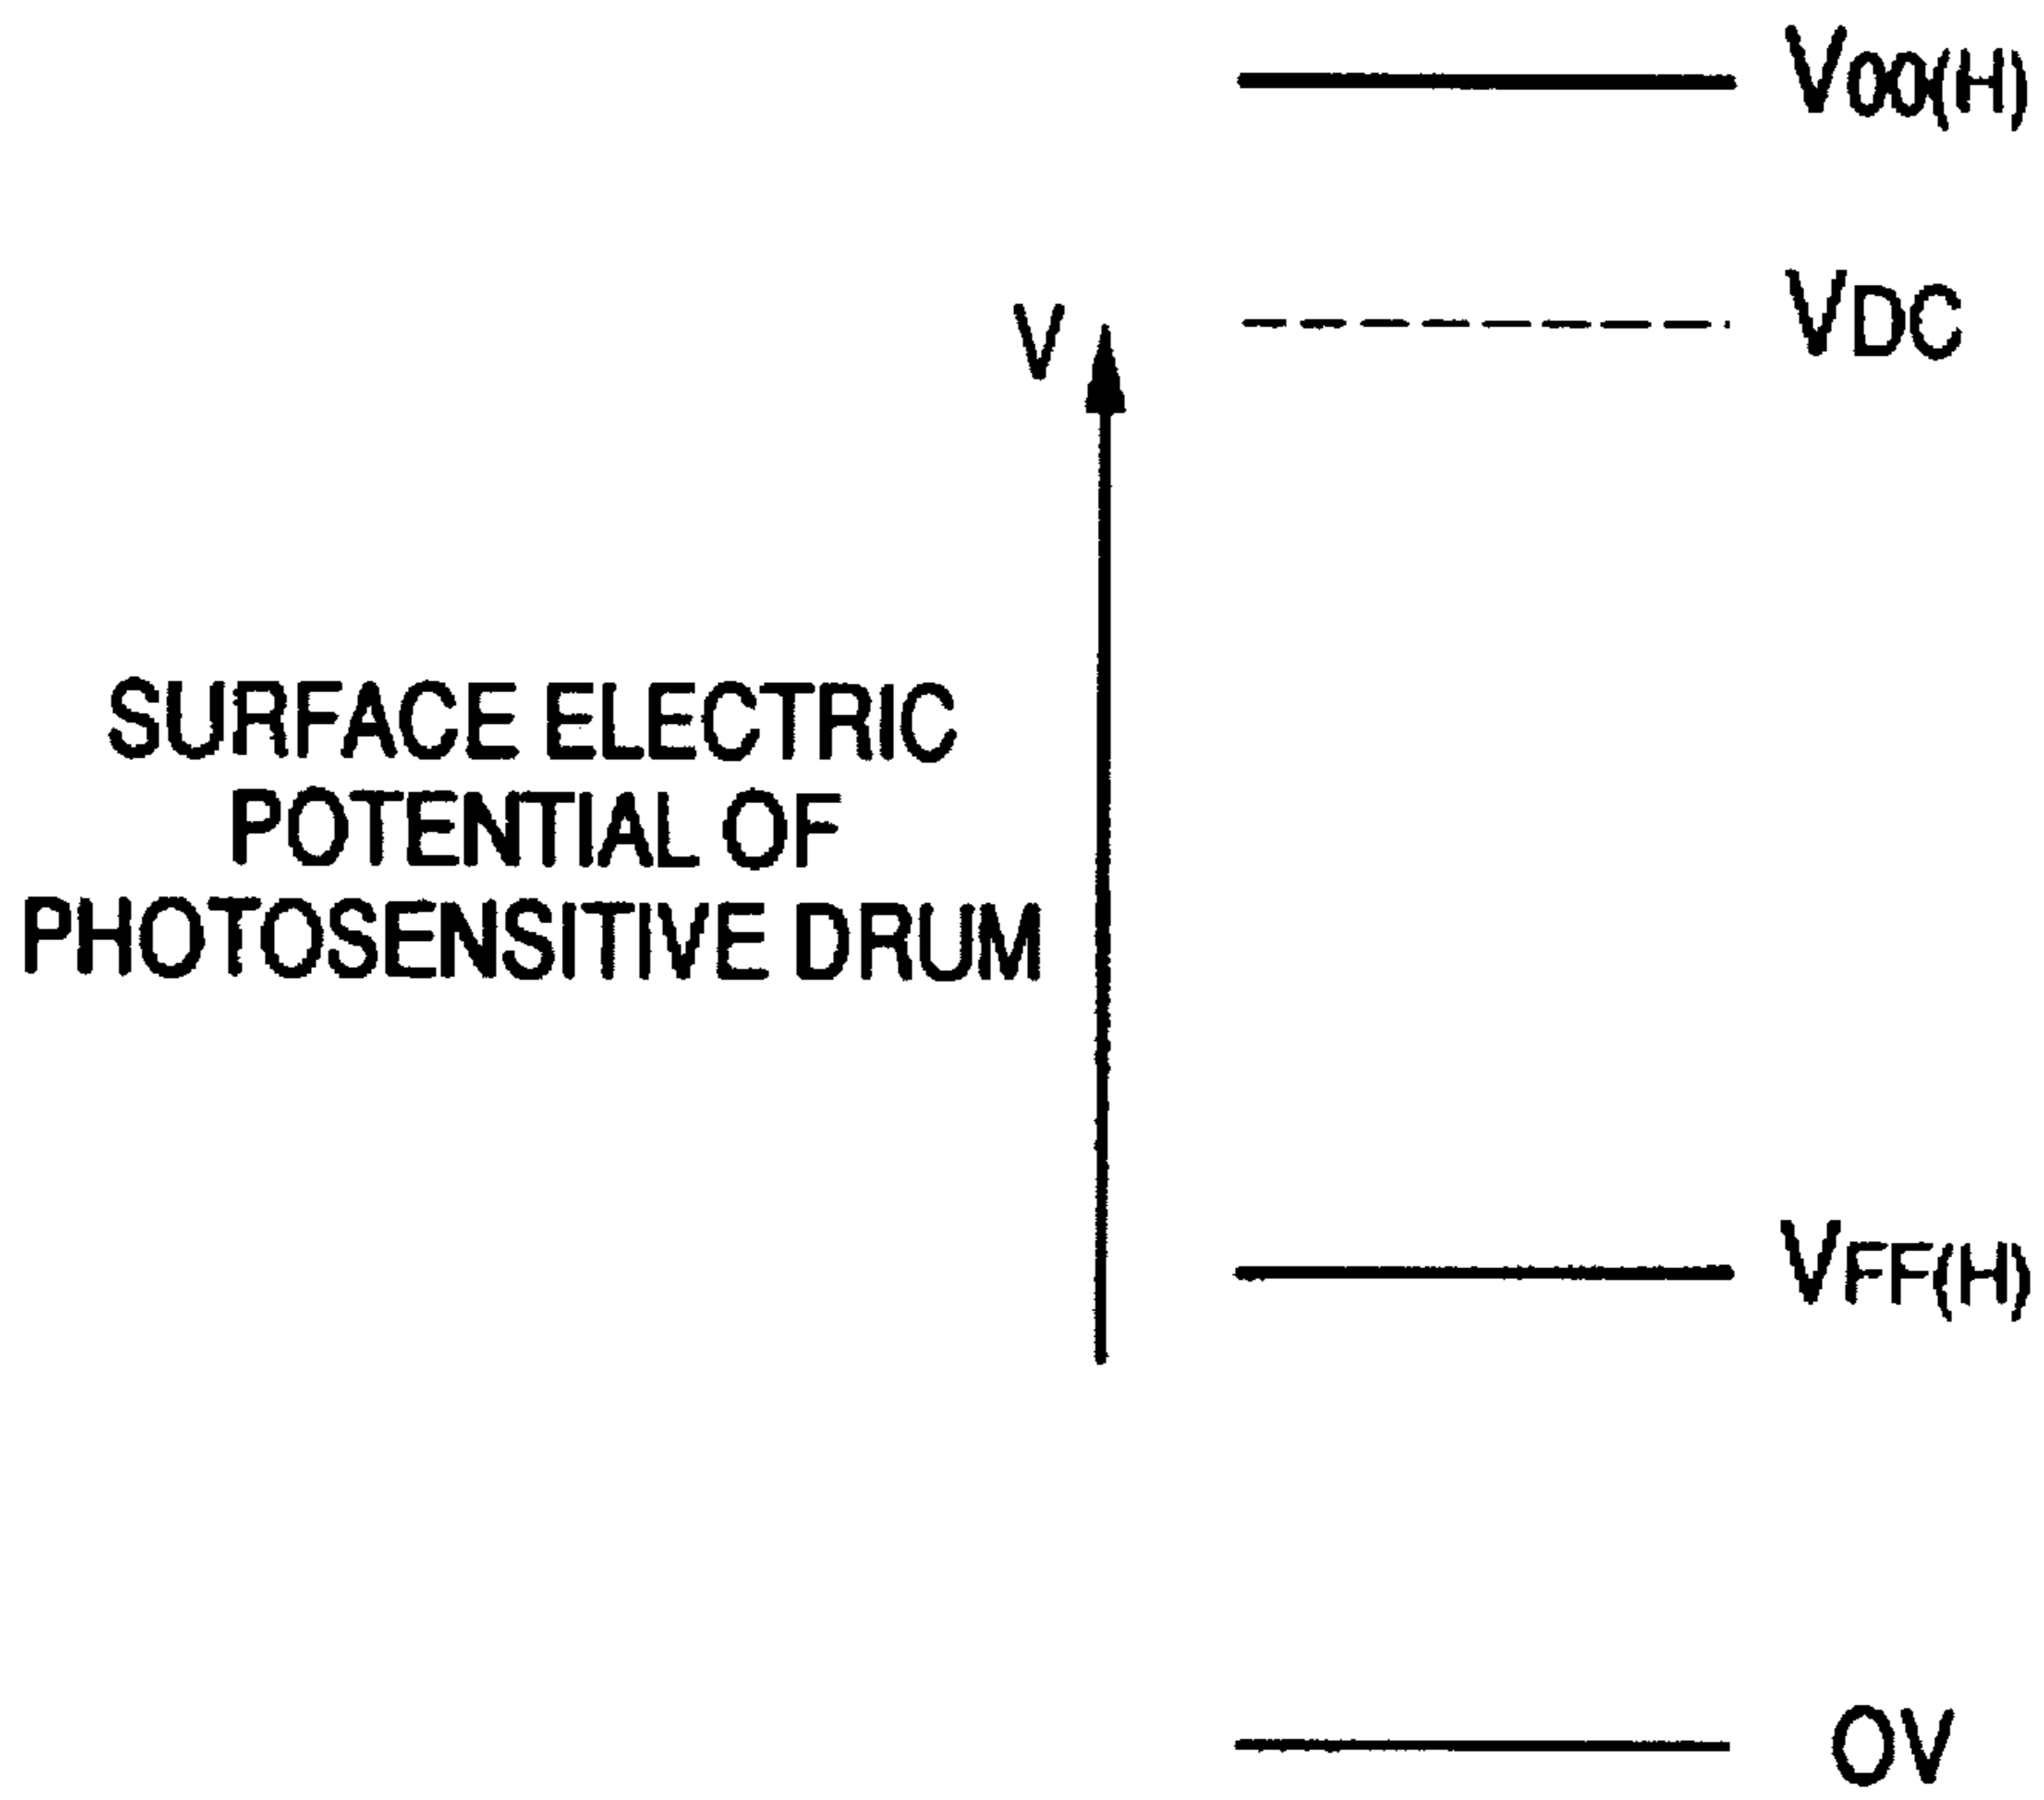 V00(H)
VDC
V
SURFACE ELECTRIC
POTENTIAL OF
PHOTOSENSITIVE DRUM
VFF(H)
0V